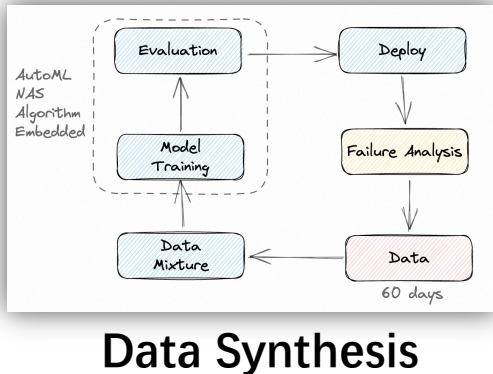 Evaluation
Deploy
AutoML
NAS
Algorithm
Embedded
Model
Training
Failure Analysis
Data
Mixture
Data
60 days
Data Synthesis